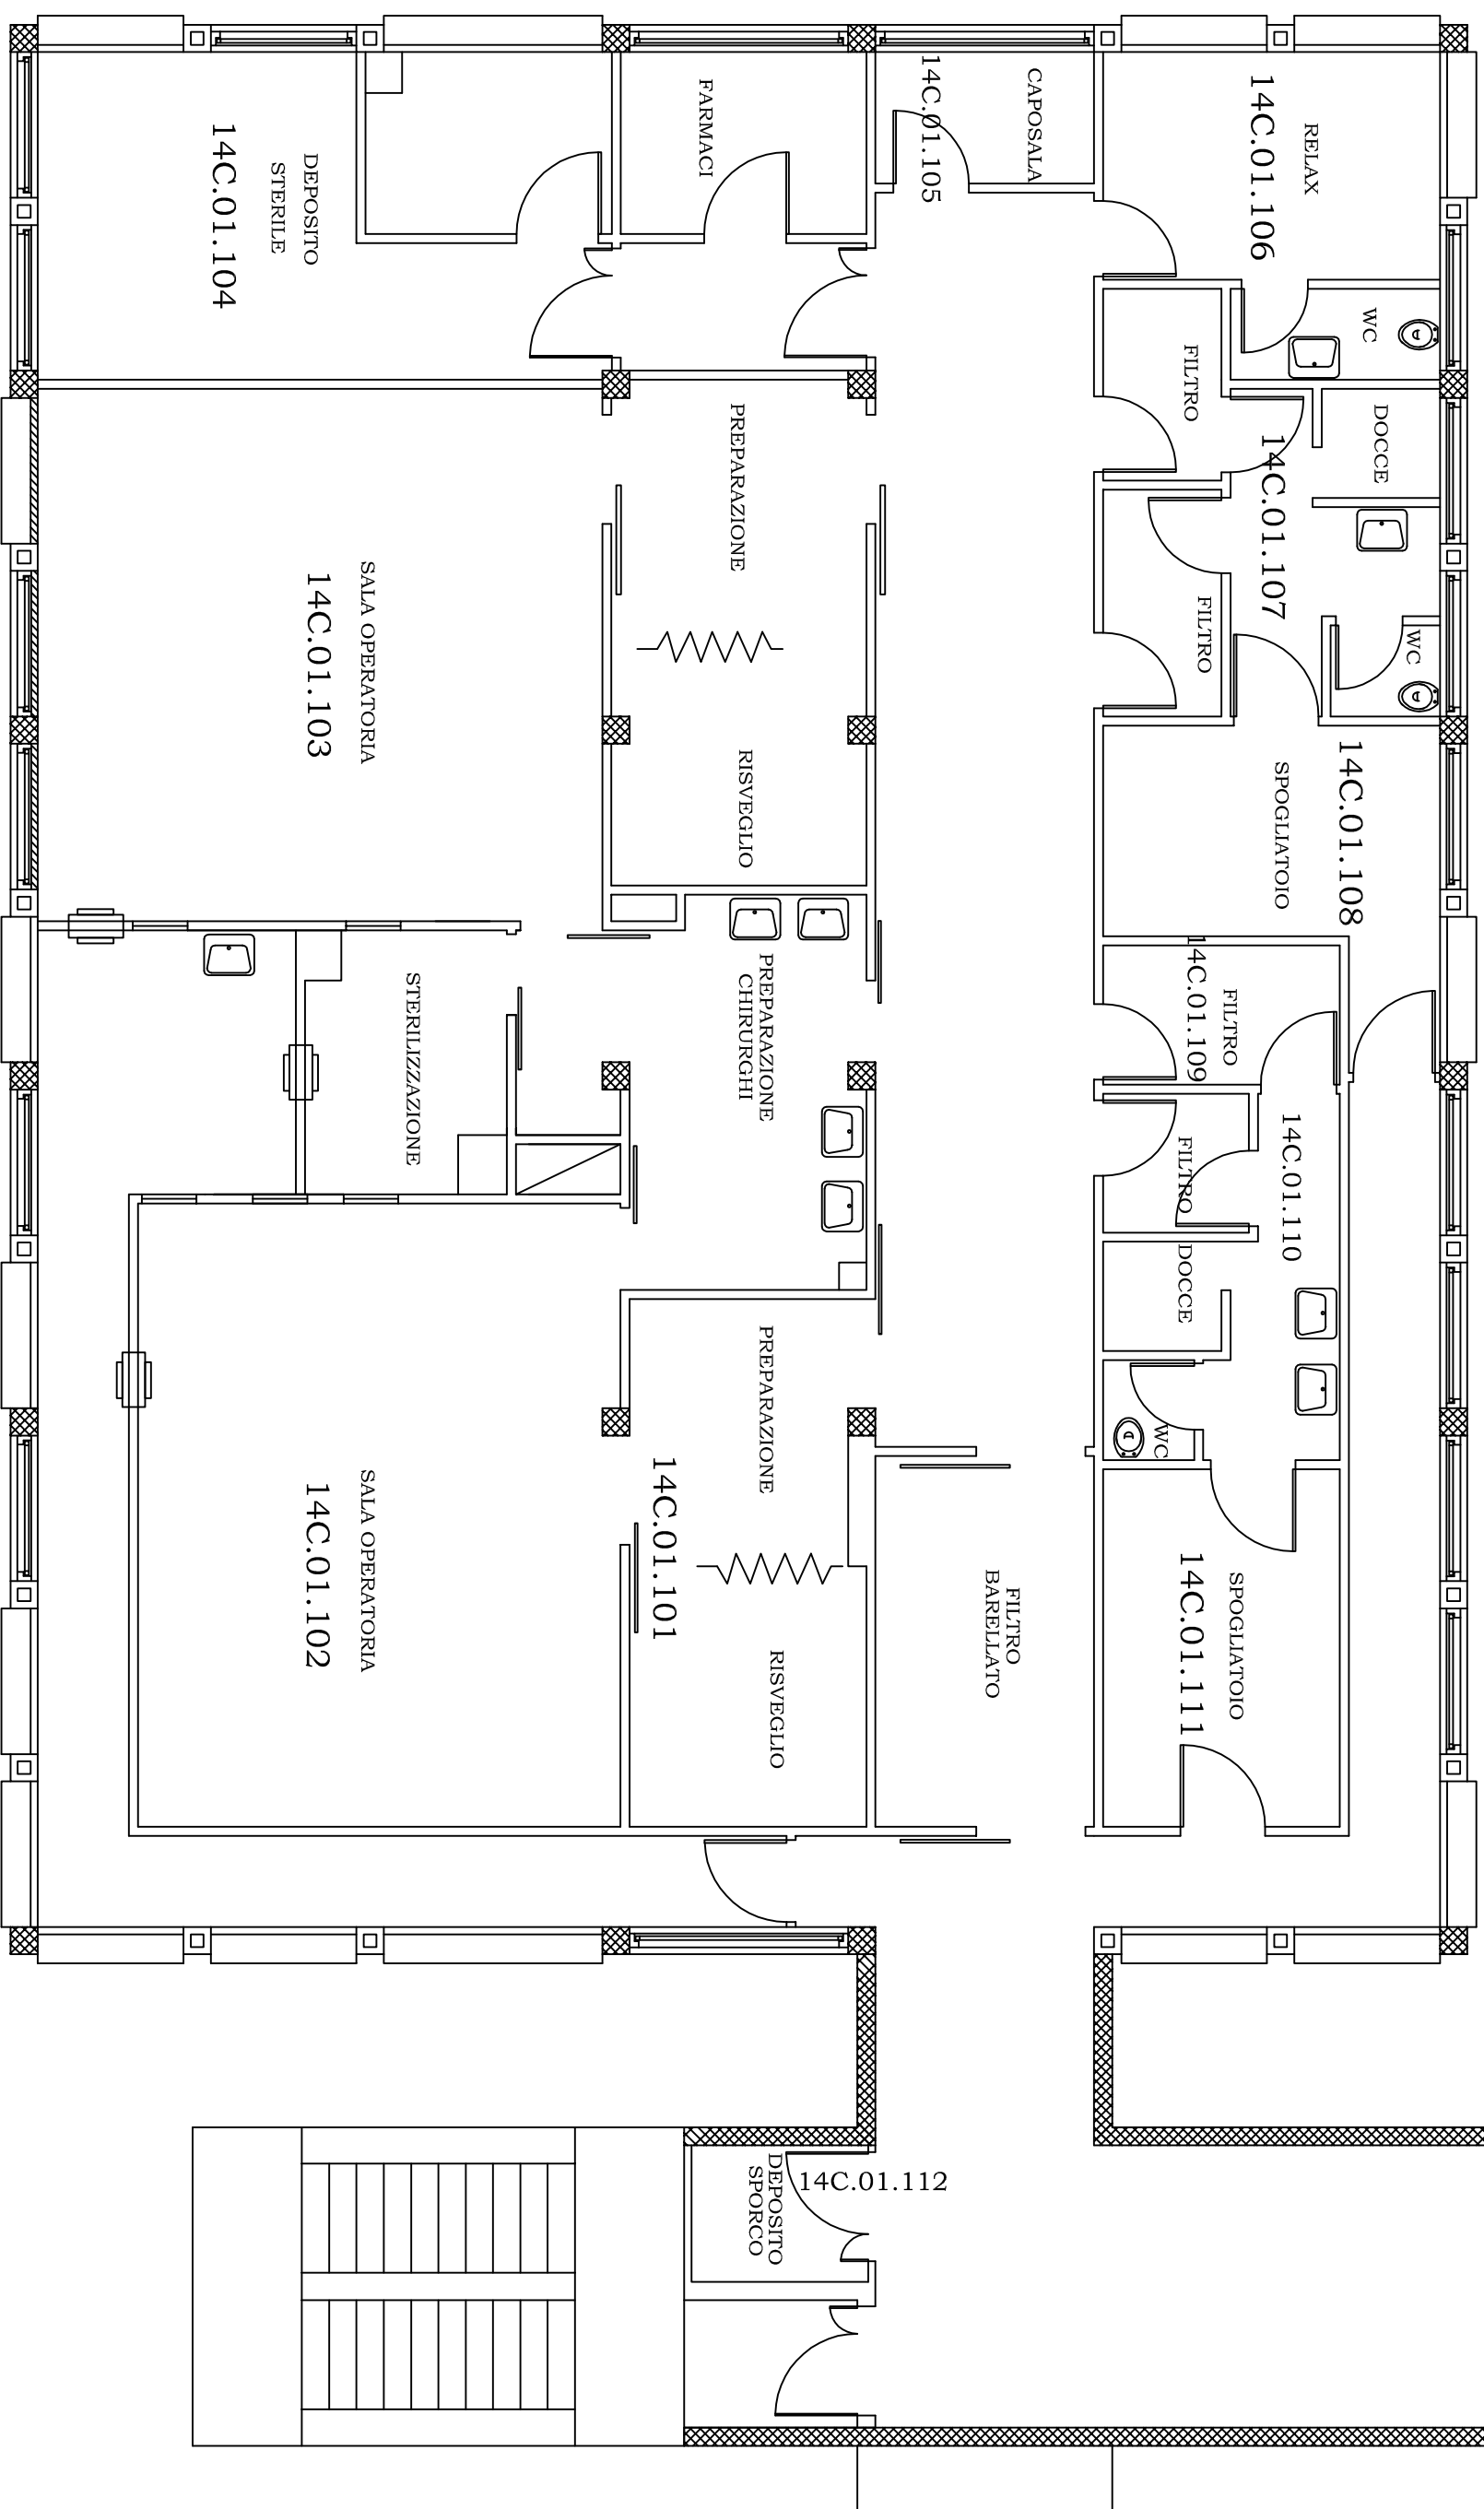 14C.01.106
RELAX
14C.01.105
CAPOSALA
FARMACI
DEPOSITO
STERILE
14C.01.104
WC
FILTRO
DOCCE
14C.01.107
FILTRO
WC
PREPARAZIONE
SALA OPERATORIA
14C.01.103
RISVEGLIO
14C.01.108
SPOGLIATOIO
FILTRO
14C.01.109
PREPARAZIONE
CHIRURGHI
STERILIZZAZIONE
14C.01.110
FILTRO
DOCCE
WC
PREPARAZIONE
14C.01.101
SALA OPERATORIA
14C.01.102
RISVEGLIO
FILTRO
BARELLATO
SPOGLIATOIO
14C.01.111
14C.01.112
DEPOSITO
SPORCO